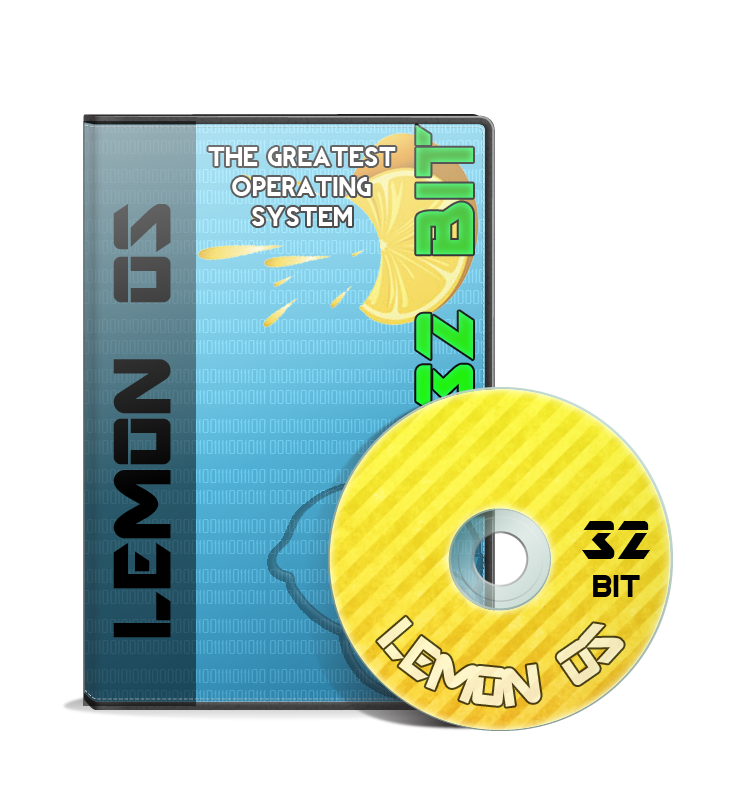 LEMON OS
THE GREATEST
OPERATING
SYSTEM
32 BIT
32
BIT
LEMON OS